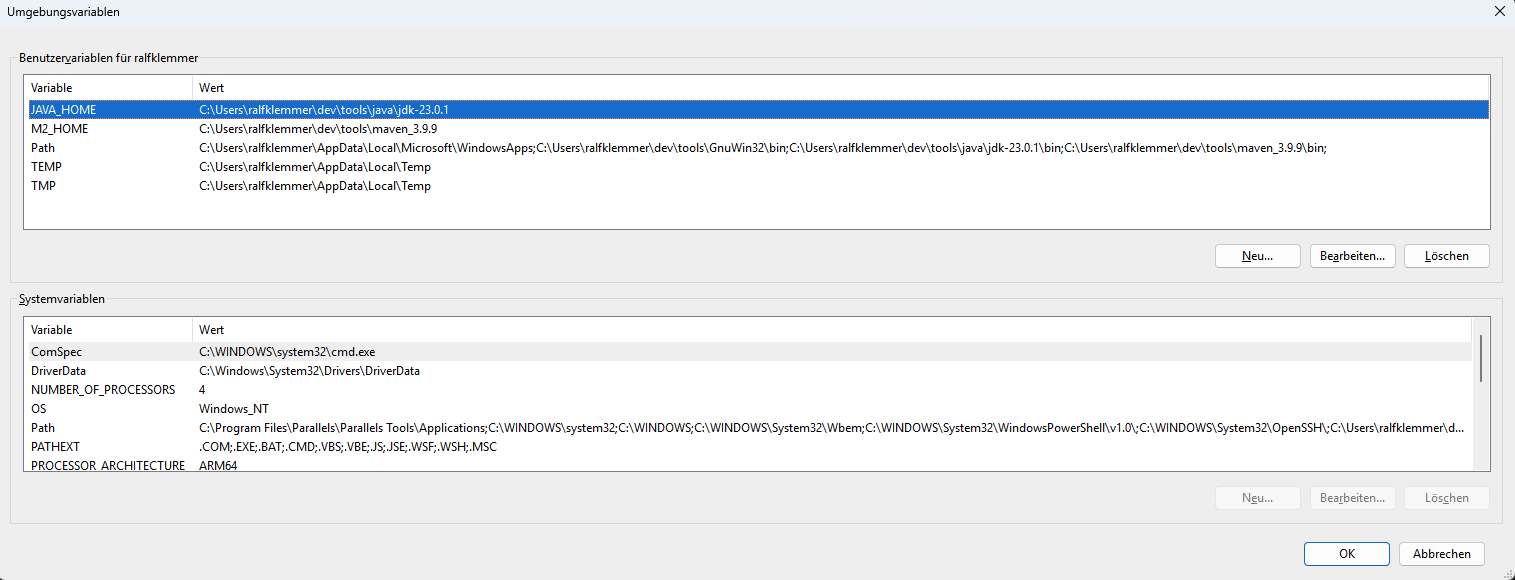 Umgebungsvariablen
Benutzervariablen für ralfklemmer
Variable Wert
JAVA_HOME C:\Users\ralfklemmer\dev\tools\java\jdk-23.0.1
M2_HOME C:\Users\ralfklemmer\dev\tools\maven_3.9.9
Path C:\Users\ralfklemmer\AppData\Local\Microsoft\WindowsApps;C:\Users\ralfklemmer\dev\tools\GnuWin32\bin;C:\Users\ralfklemmer\dev\tools\java\jdk-23.0.1\bin;C:\Users\ralfklemmer\dev\tools\maven_3.9.9\bin;
TEMP C:\Users\ralfklemmer\AppData\Local\Temp
TMP C:\Users\ralfklemmer\AppData\Local\Temp
Neu... Bearbeiten... Löschen
Systemvariablen
Variable Wert
ComSpec C:\WINDOWS\system32\cmd.exe
DriverData C:\Windows\System32\Drivers\DriverData
NUMBER_OF_PROCESSORS 4
OS Windows_NT
Path C:\Program Files\Parallels\Parallels Tools\Applications;C:\WINDOWS\system32;C:\WINDOWS;C:\WINDOWS\System32\Wbem;C:\WINDOWS\System32\WindowsPowerShell\v1.0\;C:\WINDOWS\System32\OpenSSH\;C:\Users\ralfklemmer\d...
PATHEXT .COM;.EXE;.BAT;.CMD;.VBS;.VBE;.JS;.JSE;.WSF;.WSH;.MSC
PROCESSOR_ARCHITECTURE ARM64
Neu... Bearbeiten... Löschen
OK Abbrechen